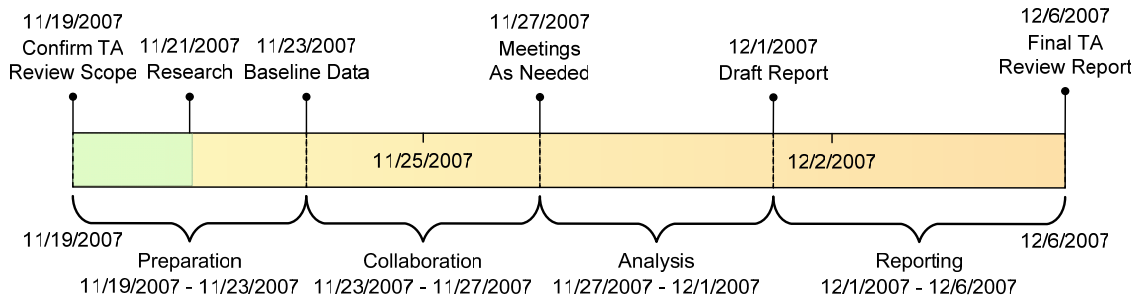 11/19/2007
Confirm TA
Review Scope
11/21/2007
Research
11/23/2007
Baseline Data
11/27/2007
Meetings
As Needed
12/1/2007
Draft Report
12/6/2007
Final TA
Review Report
11/25/2007
12/2/2007
11/19/2007
12/6/2007
Preparation
11/19/2007 - 11/23/2007
Collaboration
11/23/2007 - 11/27/2007
Analysis
11/27/2007 - 12/1/2007
Reporting
12/1/2007 - 12/6/2007